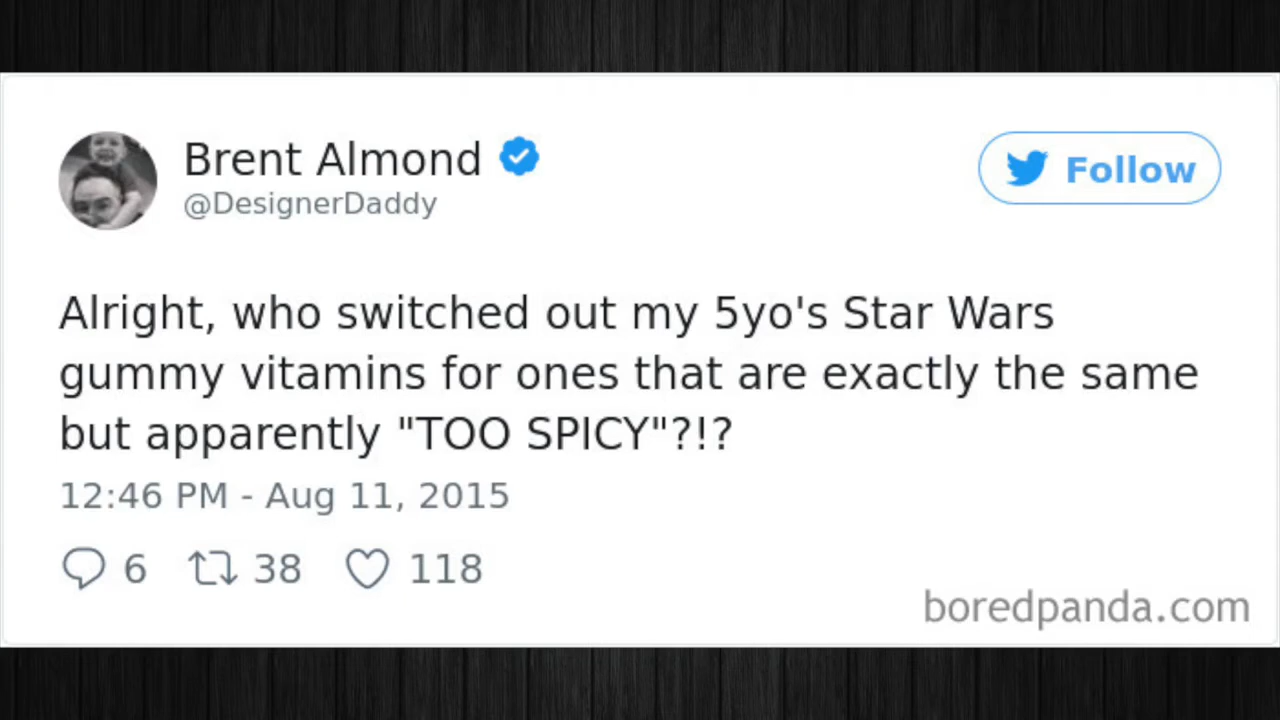 Brent Almond
@DesignerDaddy
Follow
Alright, who switched out my 5yo's Star Wars
gummy vitamins for ones that are exactly the same
but apparently "TOO SPICY"?!?
12:46 PM - Aug 11, 2015
6 38 118
boredpanda.com